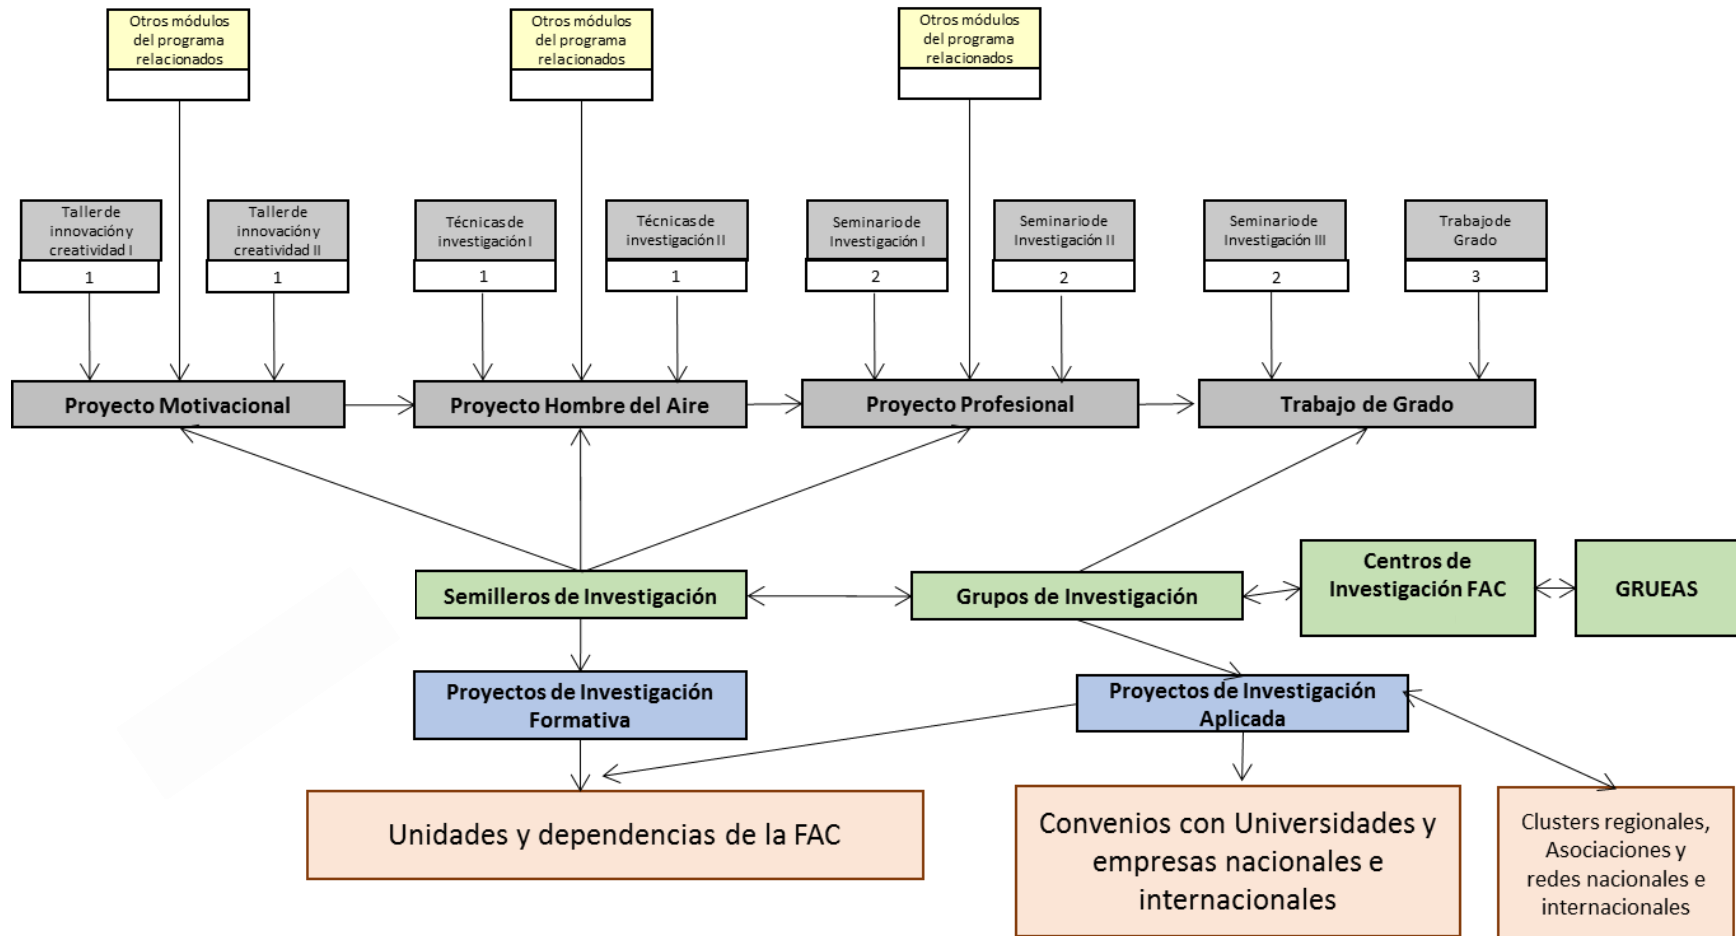 Otros módulos
del programa
relacionados
Otros módulos
del programa
relacionados
Otros módulos
del programa
relacionados
Taller de
innovación y
creatividad I
1
Taller de
innovación y
creatividad II
1
Técnicas de
investigación I
1
Técnicas de
investigación II
1
Seminario de
Investigación I
2
Seminario de
Investigación II
2
Seminario de
Investigación III
2
Trabajo de
Grado
3
Proyecto Motivacional
Proyecto Hombre del Aire
Proyecto Profesional
Trabajo de Grado
Semilleros de Investigación
Grupos de Investigación
Centros de
Investigación FAC
GRUEAS
Proyectos de Investigación
Formativa
Proyectos de Investigación
Aplicada
Unidades y dependencias de la FAC
Convenios con Universidades y
empresas nacionales e
internacionales
Clusters regionales,
Asociaciones y
redes nacionales e
internacionales